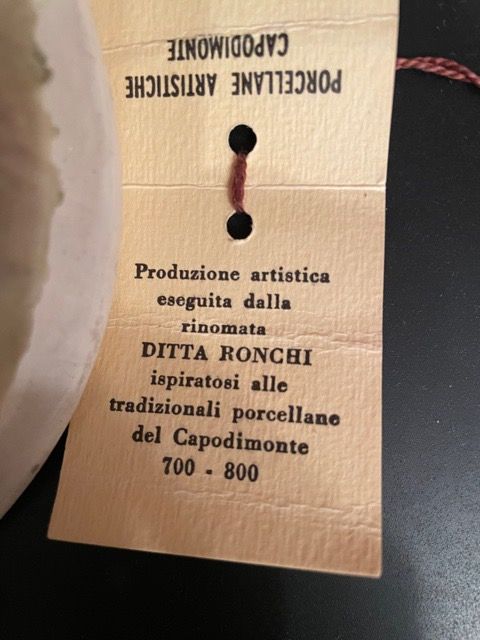 PORCELLANE ARTISTICHE
CAPODIMONTE
Produzione artistica
eseguita dalla
rinomata
DITTA RONCHI
ispiratosi alle
tradizionali porcellane
del Capodimonte
700 - 800